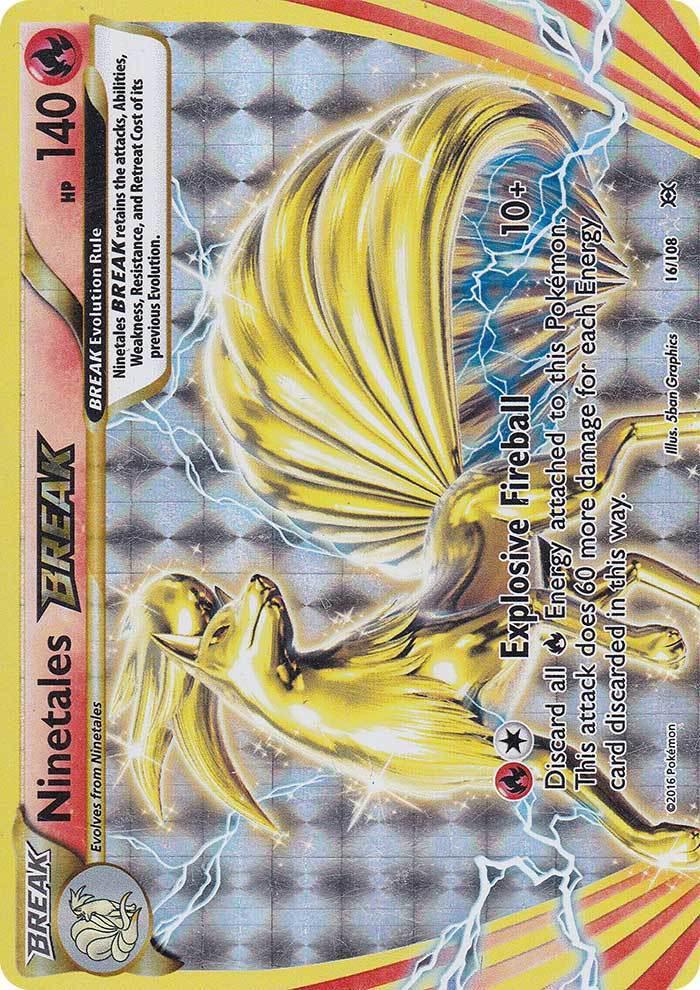 BREAK
Ninetales BREAK
HP 140
Evolves from Ninetales
BREAK Evolution Rule
Ninetales BREAK retains the attacks, Abilities,
Weakness, Resistance, and Retreat Cost of its
previous Evolution.
Explosive Fireball 10+
Discard all Energy attached to this Pokémon.
This attack does 60 more damage for each Energy
card discarded in this way.
©2016 Pokémon
Illus. 5ban Graphics
16/108